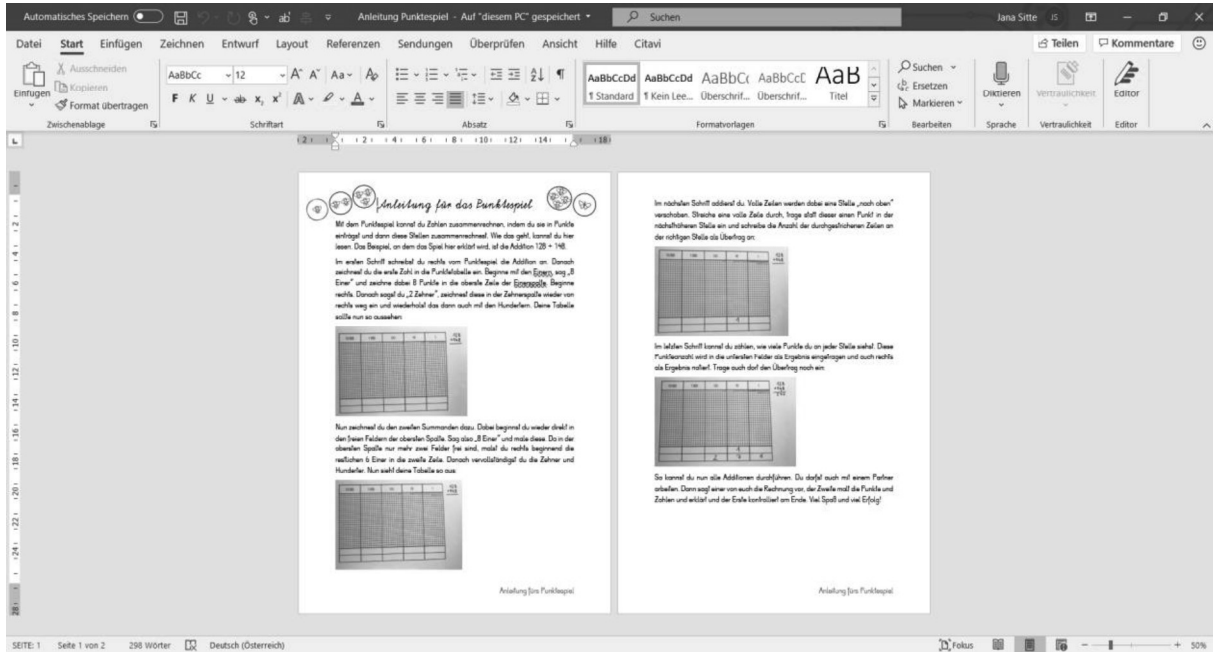 Automatisches Speichern
Anleitung Punktespiel - Auf "diesem PC" gespeichert
Suchen
Jana Sitte
JS
Datei Start Einfügen Zeichnen Entwurf Layout Referenzen Sendungen Überprüfen Ansicht Hilfe Citavi
Teilen
Kommentare
Einfügen
Ausschneiden
Kopieren
Format übertragen
Zwischenablage
AaBbCc
12
F K U ab x₂ x²
Schriftart
Absatz
AaBbCcDd AaBbCcDd AaBbCc AaBbCcC AaB
¶ Standard ¶ Kein Lee... Überschrif... Überschrif... Titel
Formatvorlagen
Suchen
Ersetzen
Markieren
Bearbeiten
Diktieren
Sprache
Vertraulichkeit
Vertraulichkeit
Editor
Editor
Anleitung für das Punktespiel
Mit dem Punktespiel kannst du Zahlen zusammenrechnen, indem du sie in Punkte
einträgst und dann diese Stellen zusammenrechnest. Wie das geht, kannst du hier
lesen. Das Beispiel, an dem das Spiel hier erklärt wird, ist die Addition 128 + 148.
Im ersten Schritt schreibst du rechts vom Punktespiel die Addition an. Danach
zeichnest du die erste Zahl in die Punktetabelle ein. Beginne mit den Einern, sag „8
Einer“ und zeichne dabei 8 Punkte in die oberste Zeile der Einerspalte. Beginne
rechts. Danach sagst du „2 Zehner“, zeichnest diese in der Zehnerspalte wieder von
rechts weg ein und wiederholst das dann auch mit den Hundertern. Deine Tabelle
sollte nun so aussehen:
Nun zeichnest du den zweiten Summanden dazu. Dabei beginnst du wieder direkt in
den freien Feldern der obersten Spalte. Sag also „8 Einer“ und male diese. Da in der
obersten Spalte nur mehr zwei Felder frei sind, malst du rechts beginnend die
restlichen 6 Einer in die zweite Zeile. Danach vervollständigst du die Zehner und
Hunderter. Nun sieht deine Tabelle so aus:
Anleitung fürs Punktespiel
Im nächsten Schritt addierst du. Volle Zeilen werden dabei eine Stelle „nach oben“
verschoben. Streiche eine volle Zeile durch, trage statt dieser einen Punkt in der
nächsthöheren Stelle ein und schreibe die Anzahl der durchgestrichenen Zeilen an
der richtigen Stelle als Übertrag an:
Im letzten Schritt kannst du zählen, wie viele Punkte du an jeder Stelle siehst. Diese
Punkteanzahl wird in die untersten Felder als Ergebnis eingetragen und auch rechts
als Ergebnis notiert. Trage auch dort den Übertrag noch ein:
So kannst du nun alle Additionen durchführen. Du darfst auch mit einem Partner
arbeiten. Dann sagt einer von euch die Rechnung vor, der Zweite malt die Punkte und
Zahlen und erklärt und der Erste kontrolliert am Ende. Viel Spaß und viel Erfolg!
Anleitung fürs Punktespiel
SEITE: 1 Seite 1 von 2 298 Wörter Deutsch (Österreich)
Fokus
50%